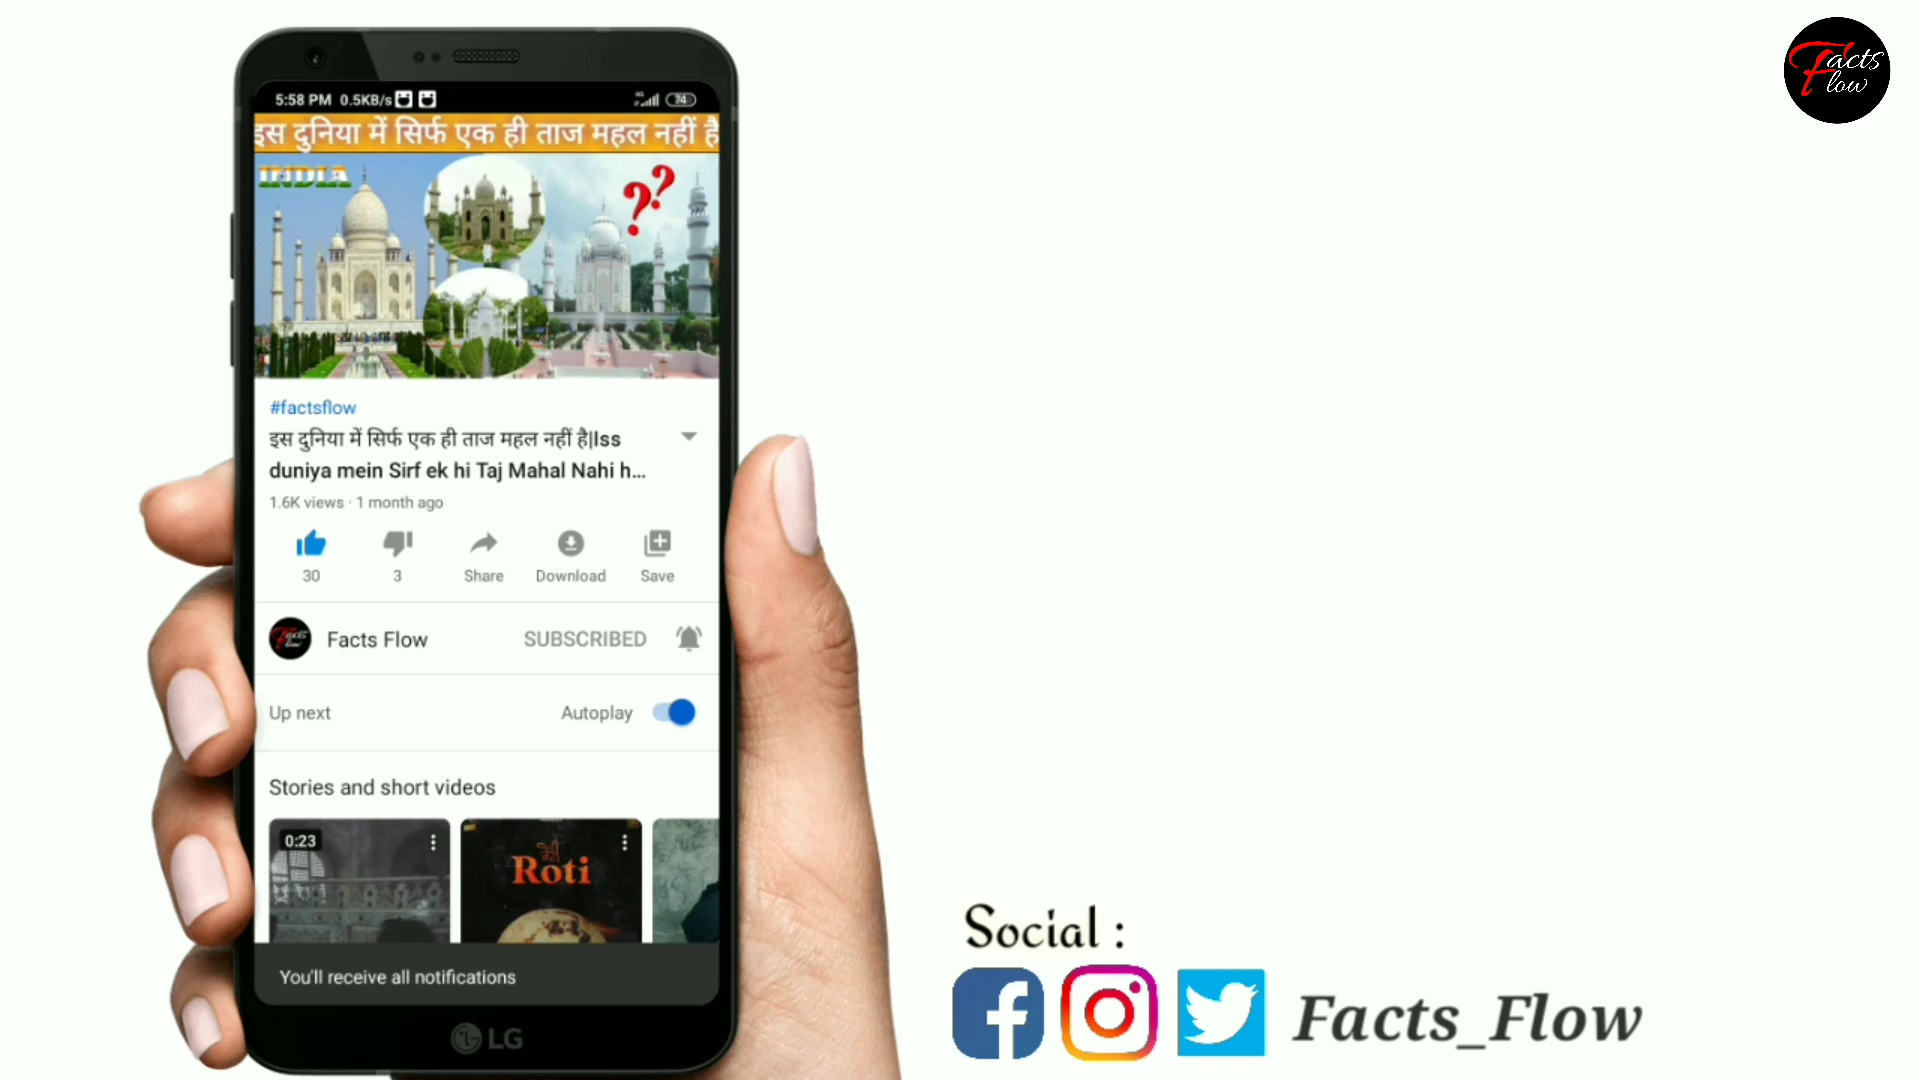 Facts
Flow
5:58 PM 0.5KB/s 4G 74
इस दुनिया में सिर्फ एक ही ताज महल नहीं है
INDIA
??
#factsflow
इस दुनिया में सिर्फ एक ही ताज महल नहीं है|Iss
duniya mein Sirf ek hi Taj Mahal Nahi h...
1.6K views · 1 month ago
30 3 Share Download Save
Facts Flow
Facts Flow SUBSCRIBED
Up next Autoplay
Stories and short videos
0:23
Roti
You'll receive all notifications
LG
Social :
Facts_Flow